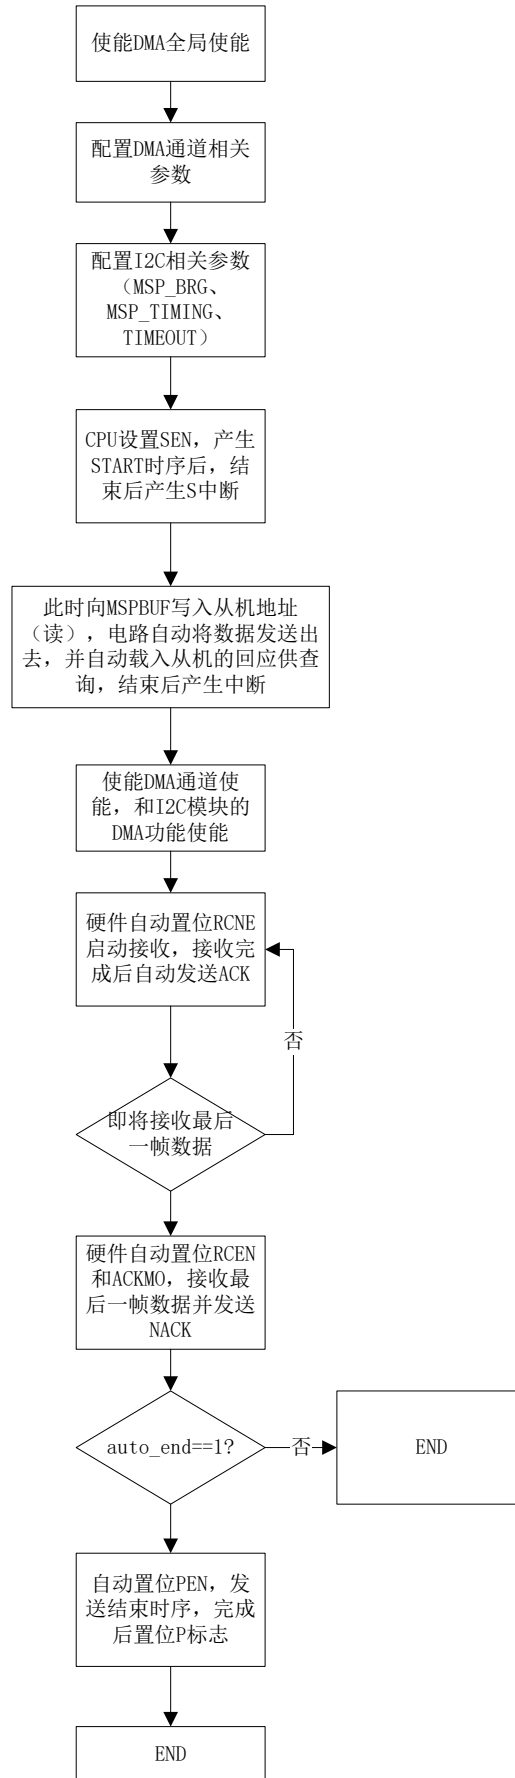 使能DMA全局使能
配置DMA通道相关
参数
配置I2C相关参数
（MSP_BRG、
MSP_TIMING、
TIMEOUT）
CPU设置SEN，产生
START时序后，结
束后产生S中断
此时向MSPBUF写入从机地址
（读），电路自动将数据发送出
去，并自动载入从机的回应供查
询，结束后产生中断
使能DMA通道使
能，和I2C模块的
DMA功能使能
硬件自动置位RCNE
启动接收，接收完
成后自动发送ACK
否
即将接收最后
一帧数据
硬件自动置位RCEN
和ACKMO，接收最
后一帧数据并发送
NACK
auto_end==1?
否
END
自动置位PEN，发
送结束时序，完成
后置位P标志
END